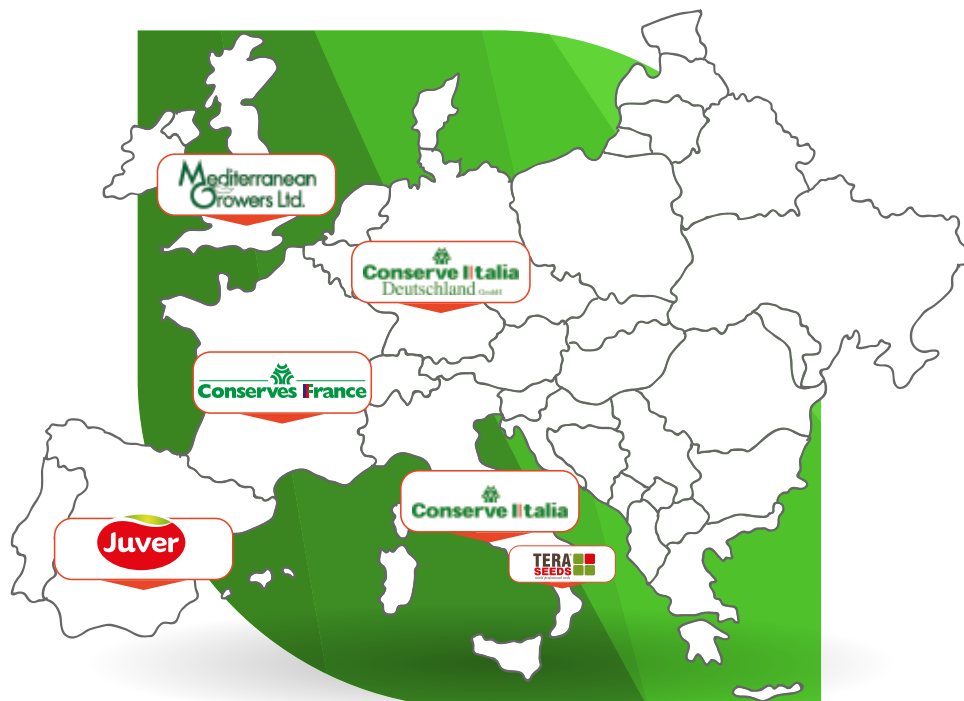 Mediterranean
Growers Ltd.
Conserve Italia
Deutschland GmbH
Conserves France
Conserve Italia
Juver
TERA
SEEDS